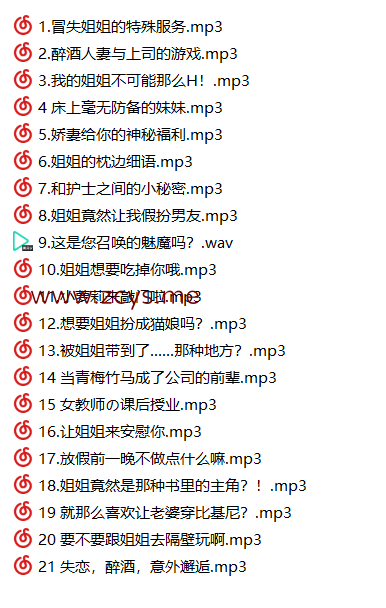 1.冒失姐姐的特殊服务.mp3
2.醉酒人妻与上司的游戏.mp3
3.我的姐姐不可能那么H！.mp3
4 床上毫无防备的妹妹.mp3
5.娇妻给你的神秘福利.mp3
6.姐姐的枕边细语.mp3
7.和护士之间的小秘密.mp3
8.姐姐竟然让我假扮男友.mp3
9.这是您召唤的魅魔吗？.wav
10.姐姐想要吃掉你哦.mp3
11.小萝莉来敲门啦.mp3
www.zcys.me
12.想要姐姐扮成猫娘吗？.mp3
13.被姐姐带到了......那种地方？.mp3
14 当青梅竹马成了公司的前辈.mp3
15 女教师の课后授业.mp3
16.让姐姐来安慰你.mp3
17.放假前一晚不做点什么嘛.mp3
18.姐姐竟然是那种书里的主角？！.mp3
19 就那么喜欢让老婆穿比基尼？.mp3
20 要不要跟姐姐去隔壁玩啊.mp3
21 失恋，醉酒，意外邂逅.mp3